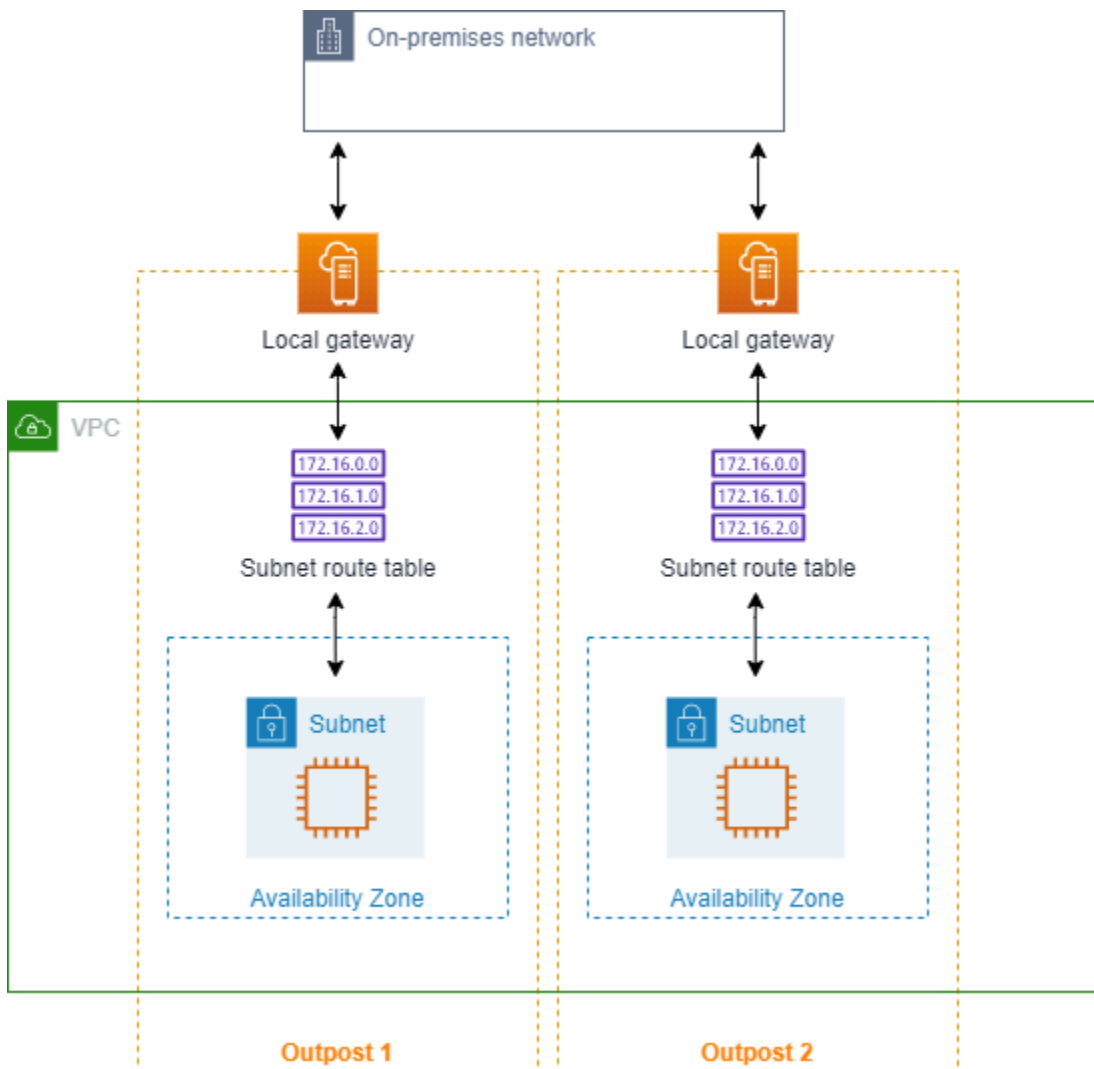 On-premises network
Local gateway
Local gateway
VPC
172.16.0.0
172.16.1.0
172.16.2.0
172.16.0.0
172.16.1.0
172.16.2.0
Subnet route table
Subnet route table
Subnet
Subnet
Availability Zone
Availability Zone
Outpost 1
Outpost 2